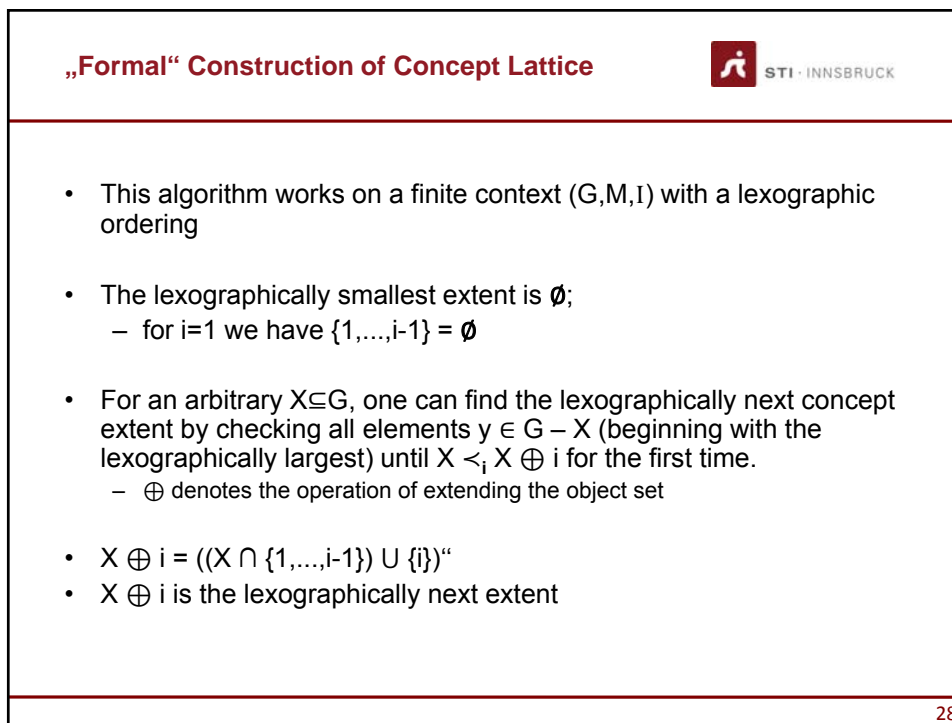 „Formal“ Construction of Concept Lattice
STI · INNSBRUCK
• This algorithm works on a finite context (G,M,I) with a lexographic
ordering
• The lexographically smallest extent is ∅;
– for i=1 we have {1,...,i-1} = ∅
• For an arbitrary X⊆G, one can find the lexographically next concept
extent by checking all elements y ∈ G – X (beginning with the
lexographically largest) until X ≺ᵢ X ⊕ i for the first time.
– ⊕ denotes the operation of extending the object set
• X ⊕ i = ((X ∩ {1,...,i-1}) ∪ {i})“
• X ⊕ i is the lexographically next extent
28